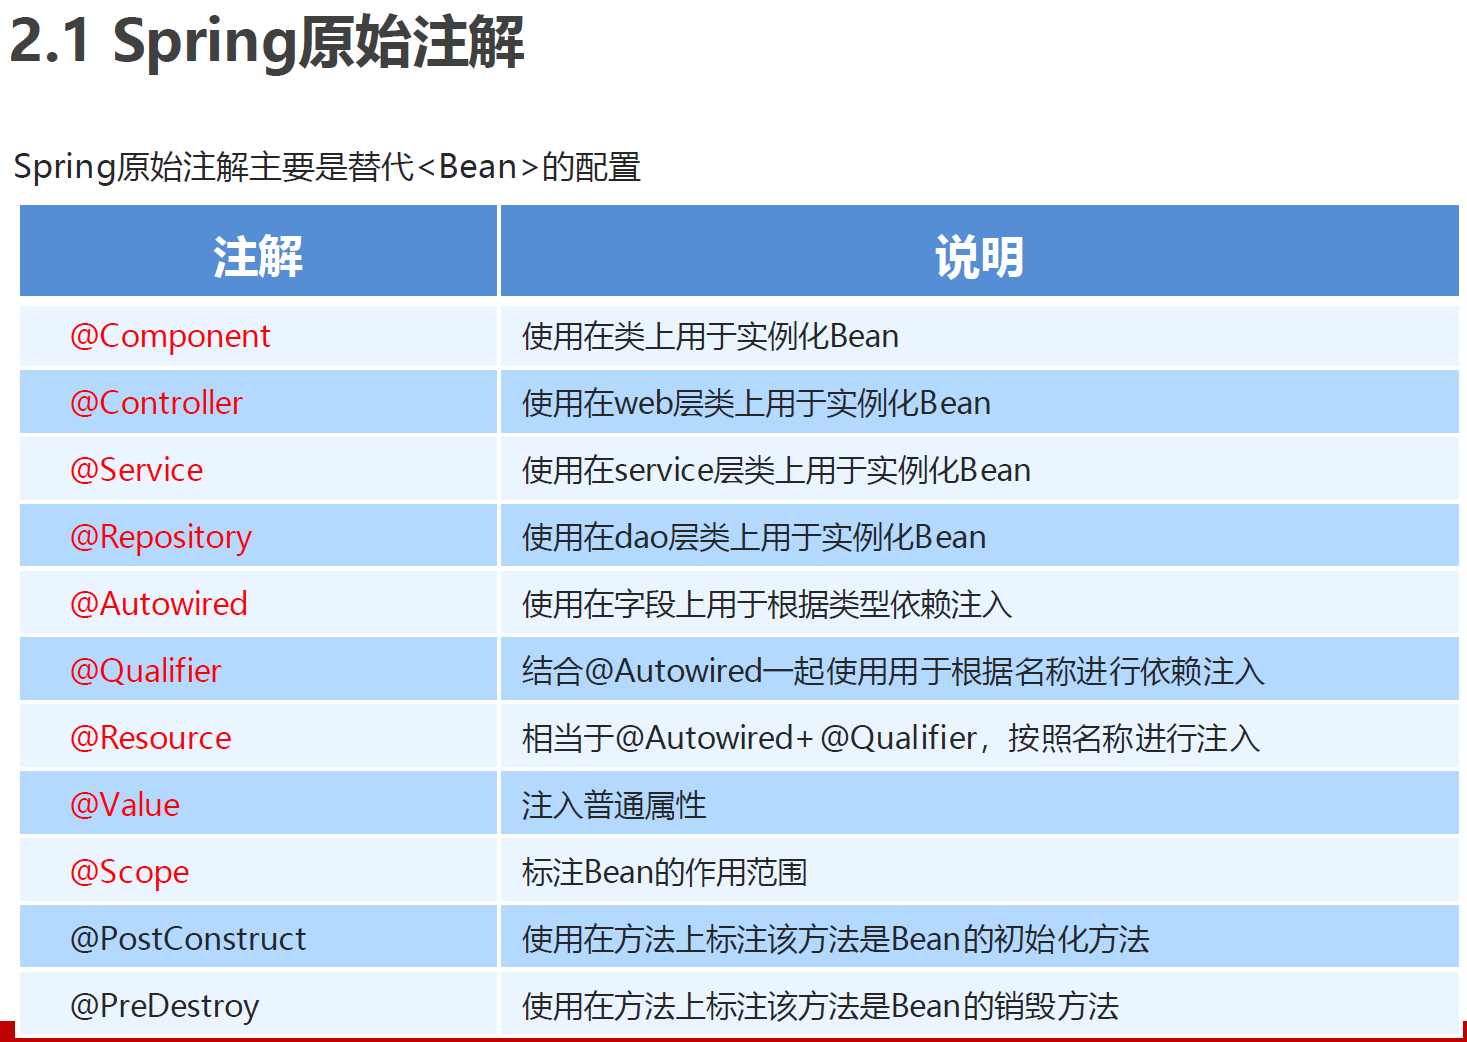 2.1 Spring原始注解
Spring原始注解主要是替代<Bean>的配置
注解 说明
@Component 使用在类上用于实例化Bean
@Controller 使用在web层类上用于实例化Bean
@Service 使用在service层类上用于实例化Bean
@Repository 使用在dao层类上用于实例化Bean
@Autowired 使用在字段上用于根据类型依赖注入
@Qualifier 结合@Autowired一起使用用于根据名称进行依赖注入
@Resource 相当于@Autowired+@Qualifier，按照名称进行注入
@Value 注入普通属性
@Scope 标注Bean的作用范围
@PostConstruct 使用在方法上标注该方法是Bean的初始化方法
@PreDestroy 使用在方法上标注该方法是Bean的销毁方法